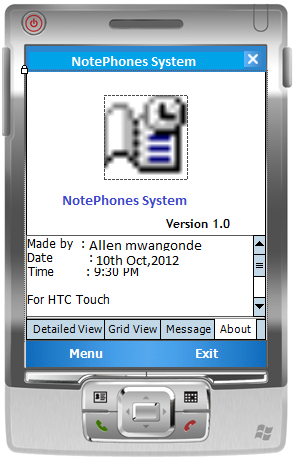 NotePhones System
NotePhones System
Version 1.0
Made by : Allen mwangonde
Date : 10th Oct,2012
Time : 9:30 PM
For HTC Touch
Detailed View Grid View Message About
Menu Exit